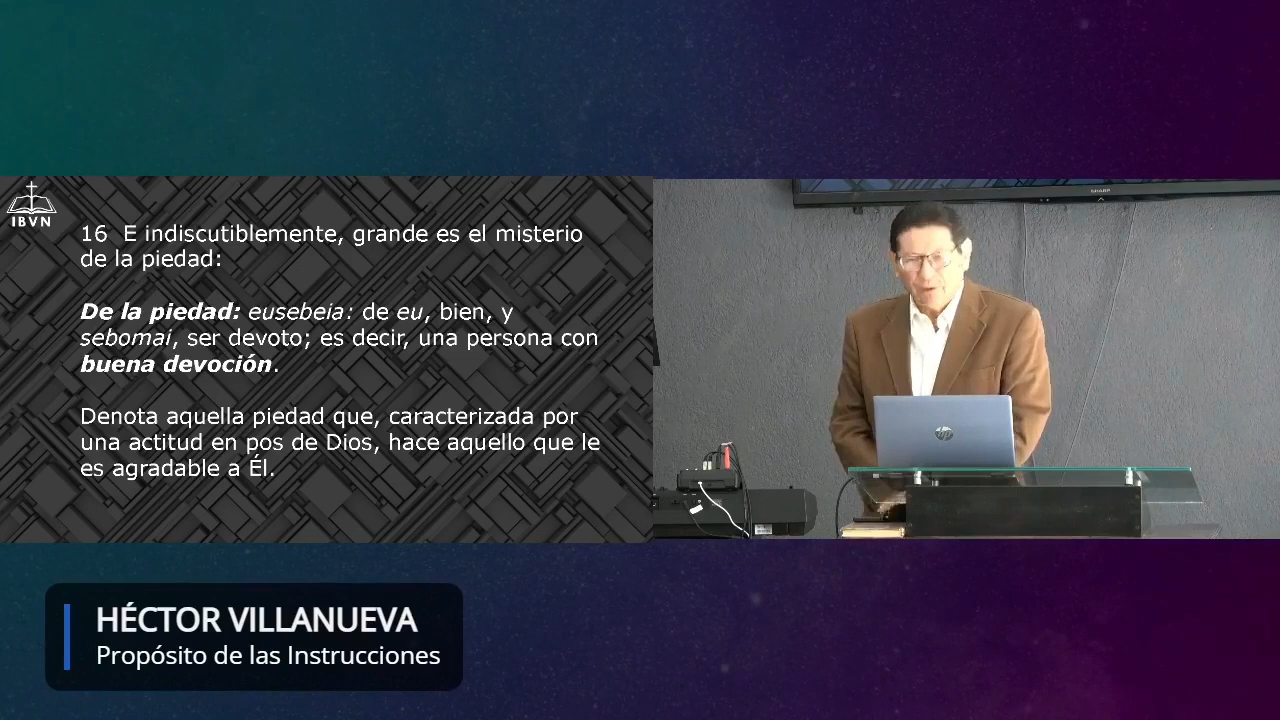 IBVN
16 E indiscutiblemente, grande es el misterio
de la piedad:
De la piedad: eusebeia: de eu, bien, y
sebomai, ser devoto; es decir, una persona con
buena devoción.
Denota aquella piedad que, caracterizada por
una actitud en pos de Dios, hace aquello que le
es agradable a Él.
SHARP
hp
HÉCTOR VILLANUEVA
Propósito de las Instrucciones